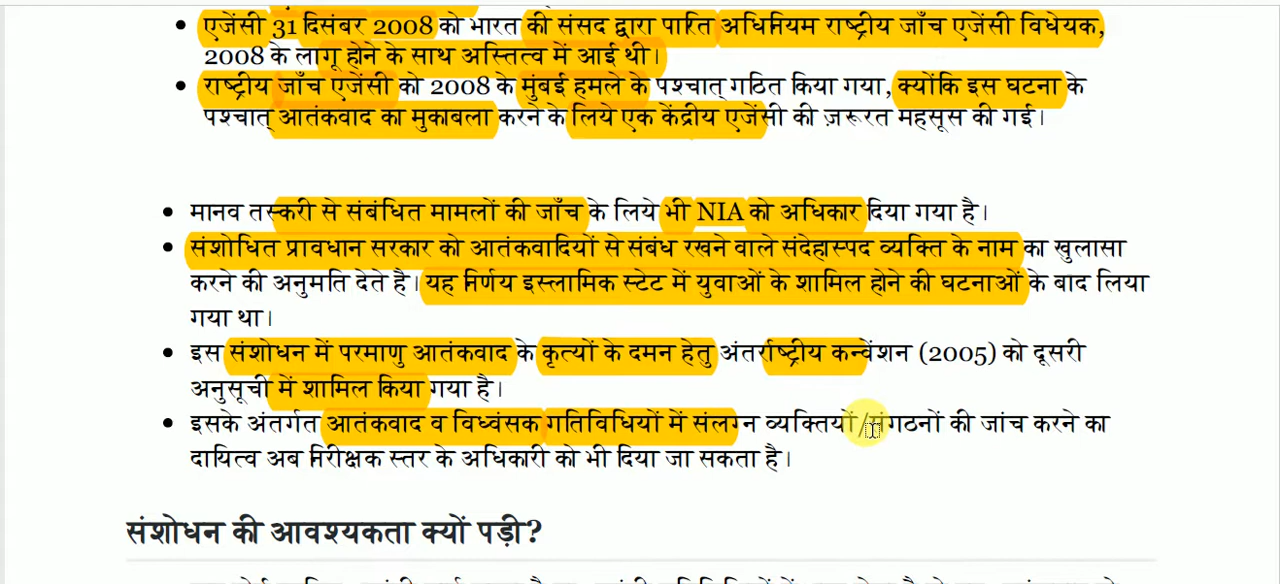 एजेंसी 31 दिसंबर 2008 को भारत की संसद द्वारा पारित अधिनियम राष्ट्रीय जाँच एजेंसी विधेयक,
2008 के लागू होने के साथ अस्तित्व में आई थी।
राष्ट्रीय जाँच एजेंसी को 2008 के मुंबई हमले के पश्चात् गठित किया गया, क्योंकि इस घटना के
पश्चात् आतंकवाद का मुकाबला करने के लिये एक केंद्रीय एजेंसी की ज़रूरत महसूस की गई।
मानव तस्करी से संबंधित मामलों की जाँच के लिये भी NIA को अधिकार दिया गया है।
संशोधित प्रावधान सरकार को आतंकवादियों से संबंध रखने वाले संदेहास्पद व्यक्ति के नाम का खुलासा
करने की अनुमति देते है। यह निर्णय इस्लामिक स्टेट में युवाओं के शामिल होने की घटनाओं के बाद लिया
गया था।
इस संशोधन में परमाणु आतंकवाद के कृत्यों के दमन हेतु अंतर्राष्ट्रीय कन्वेंशन (2005) को दूसरी
अनुसूची में शामिल किया गया है।
इसके अंतर्गत आतंकवाद व विध्वंसक गतिविधियों में संलग्न व्यक्तियों/संगठनों की जांच करने का
दायित्व अब निरीक्षक स्तर के अधिकारी को भी दिया जा सकता है।
संशोधन की आवश्यकता क्यों पड़ी?